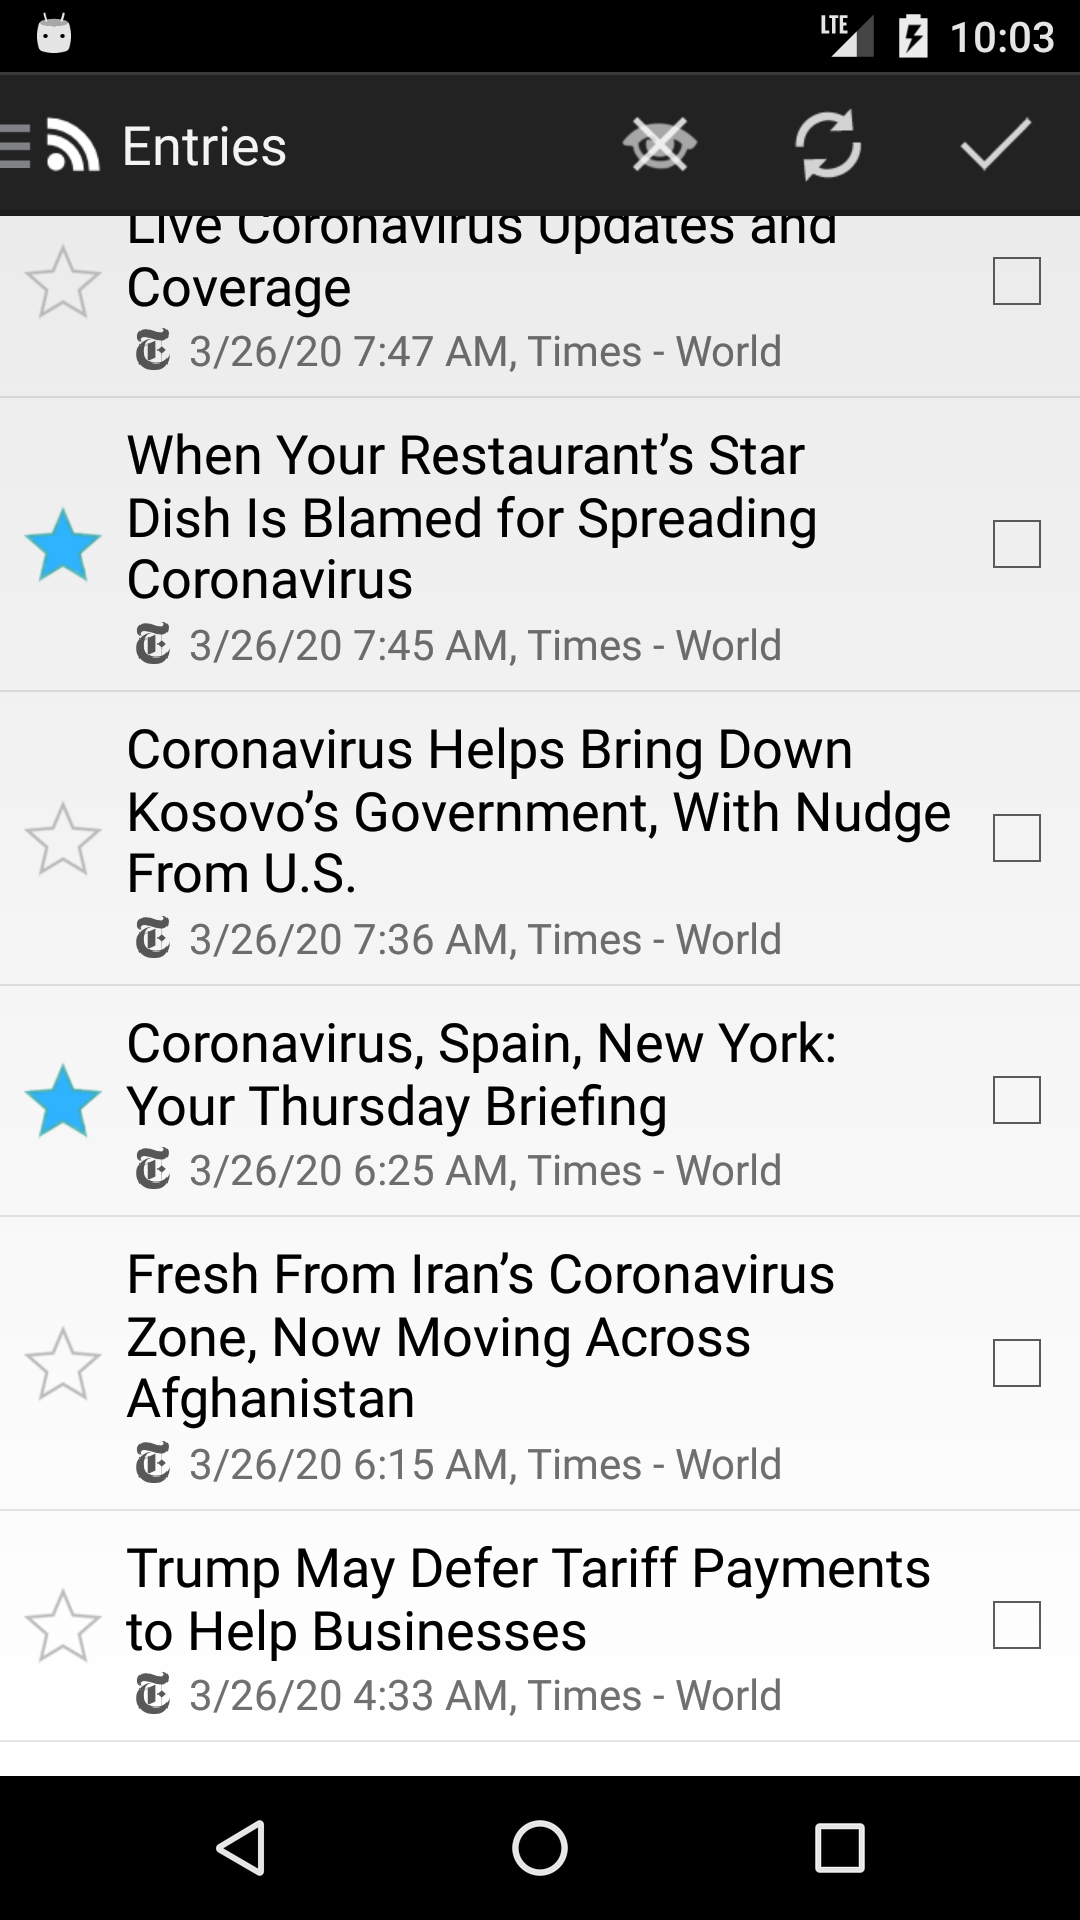 LTE 10:03
Entries
Live Coronavirus Updates and
Coverage
3/26/20 7:47 AM, Times - World
When Your Restaurant’s Star
Dish Is Blamed for Spreading
Coronavirus
3/26/20 7:45 AM, Times - World
Coronavirus Helps Bring Down
Kosovo’s Government, With Nudge
From U.S.
3/26/20 7:36 AM, Times - World
Coronavirus, Spain, New York:
Your Thursday Briefing
3/26/20 6:25 AM, Times - World
Fresh From Iran’s Coronavirus
Zone, Now Moving Across
Afghanistan
3/26/20 6:15 AM, Times - World
Trump May Defer Tariff Payments
to Help Businesses
3/26/20 4:33 AM, Times - World